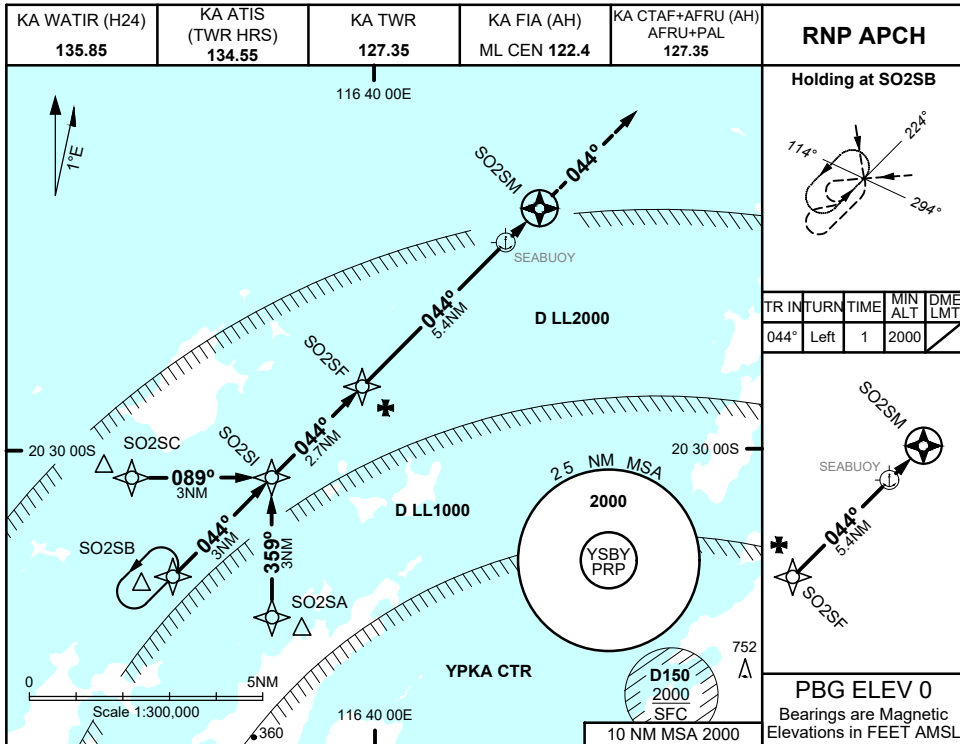 KA WATIR (H24)
135.85
KA ATIS
(TWR HRS)
134.55
KA TWR
127.35
KA FIA (AH)
ML CEN 122.4
KA CTAF+AFRU (AH)
AFRU+PAL
127.35
RNP APCH
1°E
116 40 00E
SO2SM
044°
SEABUOY
044º
5.4NM
D LL2000
SO2SF
SO2SI
044º
2.7NM
20 30 00S
SO2SC
089º
3NM
20 30 00S
D LL1000
25 NM MSA
2000
YSBY
PRP
SO2SB
044º
3NM
359º
3NM
SO2SA
YPKA CTR
752
D150
2000
SFC
0
5NM
Scale 1:300,000
360
116 40 00E
10 NM MSA 2000
Holding at SO2SB
224°
114°
294°
TR IN
TURN
TIME
MIN
ALT
DME
LMT
044°
Left
1
2000
SO2SM
SEABUOY
044º
5.4NM
SO2SF
PBG ELEV 0
Bearings are Magnetic
Elevations in FEET AMSL